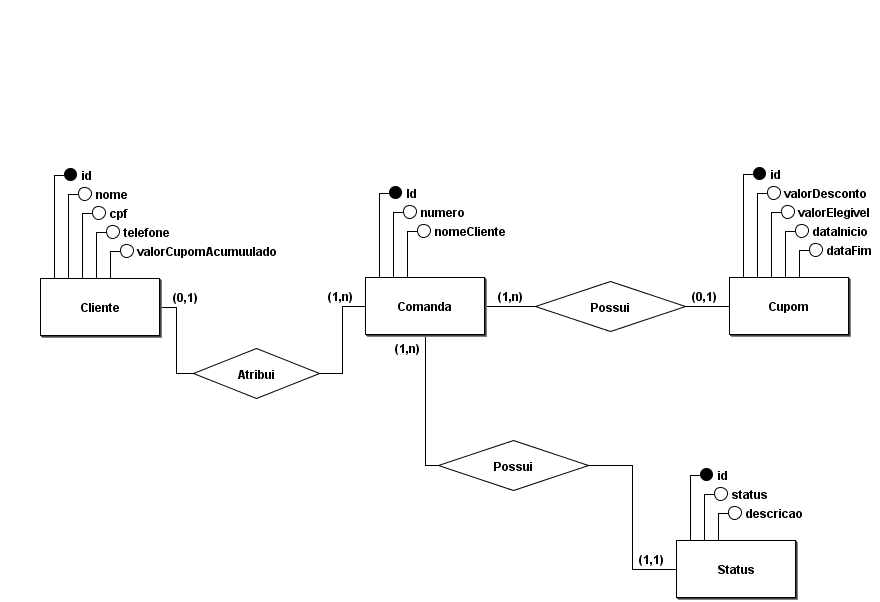 id
nome
cpf
telefone
valorCupomAcumuulado
Cliente
(0,1)
Atribui
(1,n)
Id
numero
nomeCliente
Comanda
(1,n)
Possui
(0,1)
id
valorDesconto
valorElegivel
dataInicio
dataFim
Cupom
(1,n)
Possui
(1,1)
id
status
descricao
Status